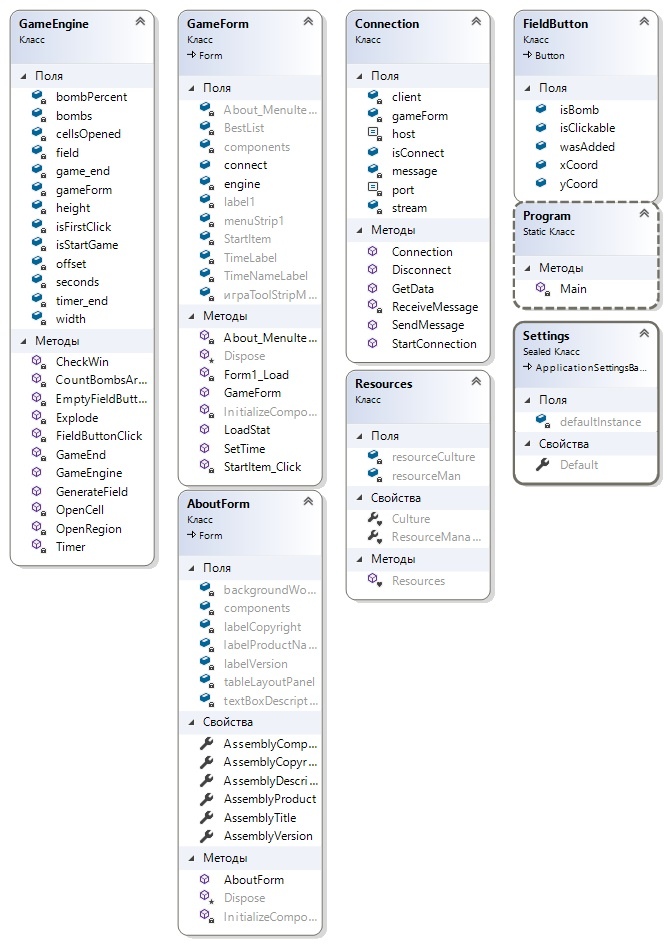 GameEngine
Класс
Поля
bombPercent
bombs
cellsOpened
field
game_end
gameForm
height
isFirstClick
isStartGame
offset
seconds
timer_end
width
Методы
CheckWin
CountBombsAr...
EmptyFieldButt...
Explode
FieldButtonClick
GameEnd
GameEngine
GenerateField
OpenCell
OpenRegion
Timer
GameForm
Класс
Form
Поля
About_MenuIte...
BestList
components
connect
engine
label1
menuStrip1
StartItem
TimeLabel
TimeNameLabel
играToolStripM...
Методы
About_MenuIte...
Dispose
Form1_Load
GameForm
InitializeCompo...
LoadStat
SetTime
StartItem_Click
AboutForm
Класс
Form
Поля
backgroundWo...
components
labelCopyright
labelProductNa...
labelVersion
tableLayoutPanel
textBoxDescript...
Свойства
AssemblyComp...
AssemblyCopyr...
AssemblyDescri...
AssemblyProduct
AssemblyTitle
AssemblyVersion
Методы
AboutForm
Dispose
InitializeCompo...
Connection
Класс
Поля
client
gameForm
host
isConnect
message
port
stream
Методы
Connection
Disconnect
GetData
ReceiveMessage
SendMessage
StartConnection
Resources
Класс
Поля
resourceCulture
resourceMan
Свойства
Culture
ResourceMana...
Методы
Resources
FieldButton
Класс
Button
Поля
isBomb
isClickable
wasAdded
xCoord
yCoord
Program
Static Класс
Методы
Main
Settings
Sealed Класс
ApplicationSettingsBa...
Поля
defaultInstance
Свойства
Default